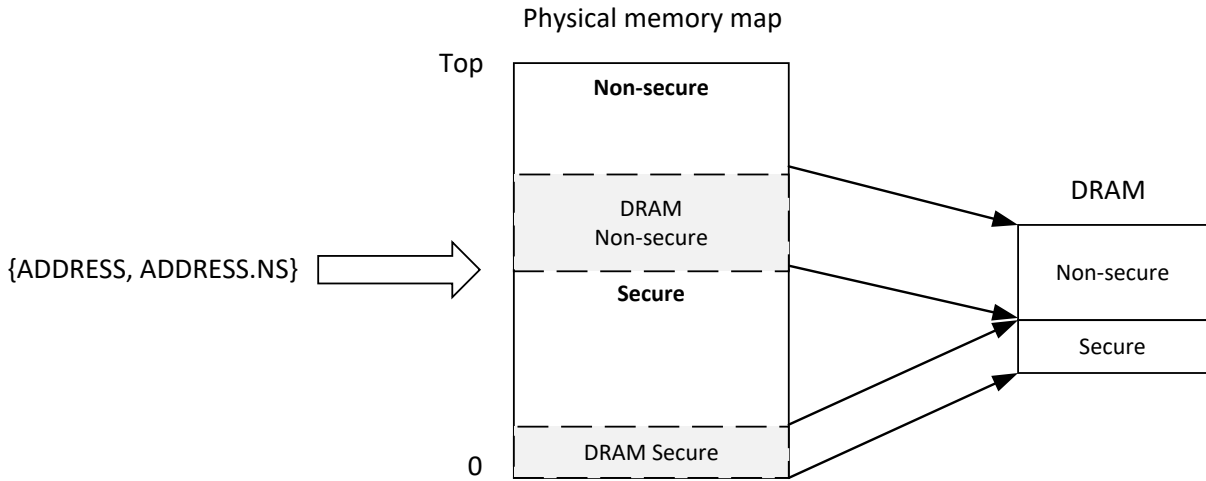 Physical memory map
Top
Non-secure
DRAM
Non-secure
{ADDRESS, ADDRESS.NS}
Secure
DRAM Secure
0
DRAM
Non-secure
Secure